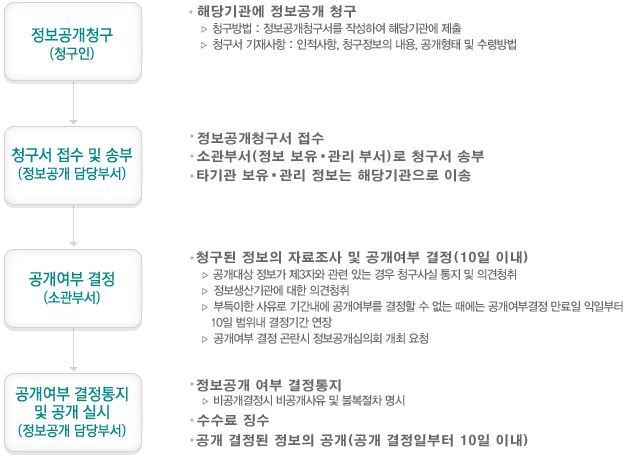 정보공개청구
(청구인)
• 해당기관에 정보공개 청구
▷ 청구방법 : 정보공개청구서를 작성하여 해당기관에 제출
▷ 청구서 기재사항 : 인적사항, 청구정보의 내용, 공개형태 및 수령방법
청구서 접수 및 송부
(정보공개 담당부서)
• 정보공개청구서 접수
• 소관부서(정보 보유·관리 부서)로 청구서 송부
• 타기관 보유·관리 정보는 해당기관으로 이송
공개여부 결정
(소관부서)
• 청구된 정보의 자료조사 및 공개여부 결정(10일 이내)
▷ 공개대상 정보가 제3자와 관련 있는 경우 청구사실 통지 및 의견청취
▷ 정보생산기관에 대한 의견청취
▷ 부득이한 사유로 기간내에 공개여부를 결정할 수 없는 때에는 공개여부결정 만료일 익일부터
10일 범위내 결정기간 연장
▷ 공개여부 결정 곤란시 정보공개심의회 개최 요청
공개여부 결정통지
및 공개 실시
(정보공개 담당부서)
• 정보공개 여부 결정통지
▷ 비공개결정시 비공개사유 및 불복절차 명시
• 수수료 징수
• 공개 결정된 정보의 공개(공개 결정일부터 10일 이내)